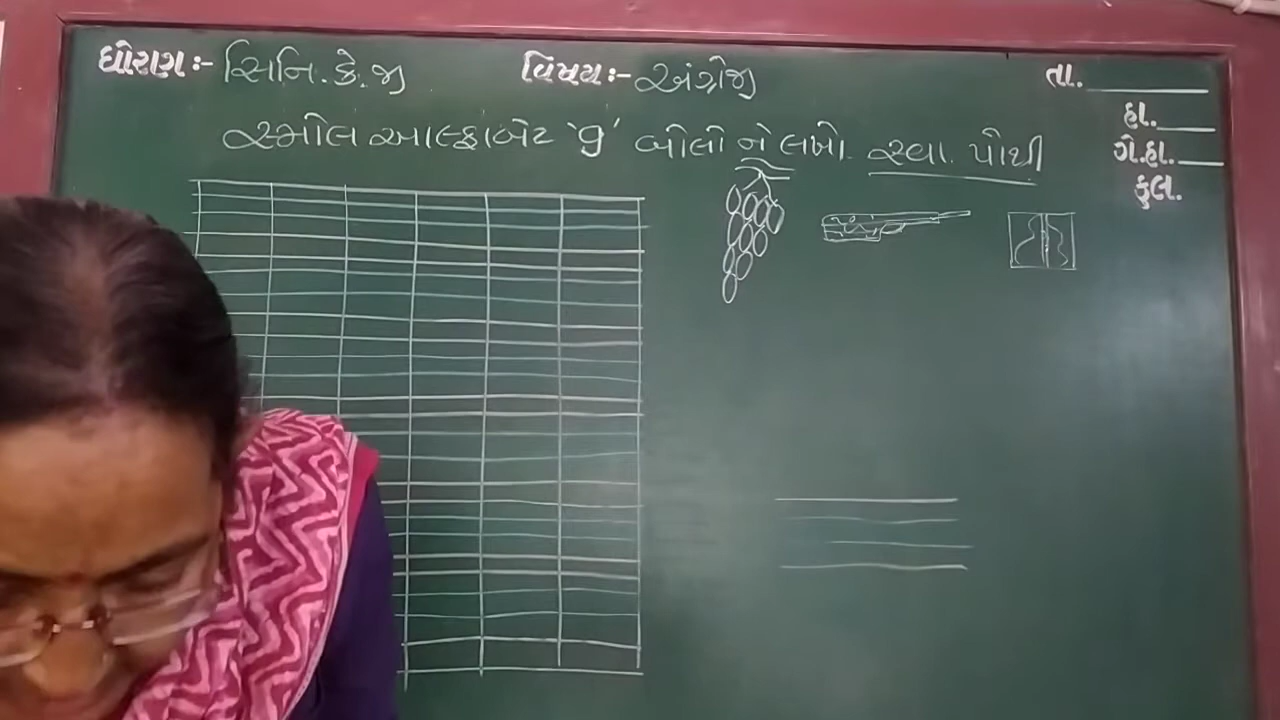 ધોરણ :- સિનિ. કે. જી વિષય :- અંગ્રેજી તા.
હા.
સ્મોલ આલ્ફાબેટ 'g' બોલો ને લખો. સ્વા. પોથી
ગે.હા.
કુલ.